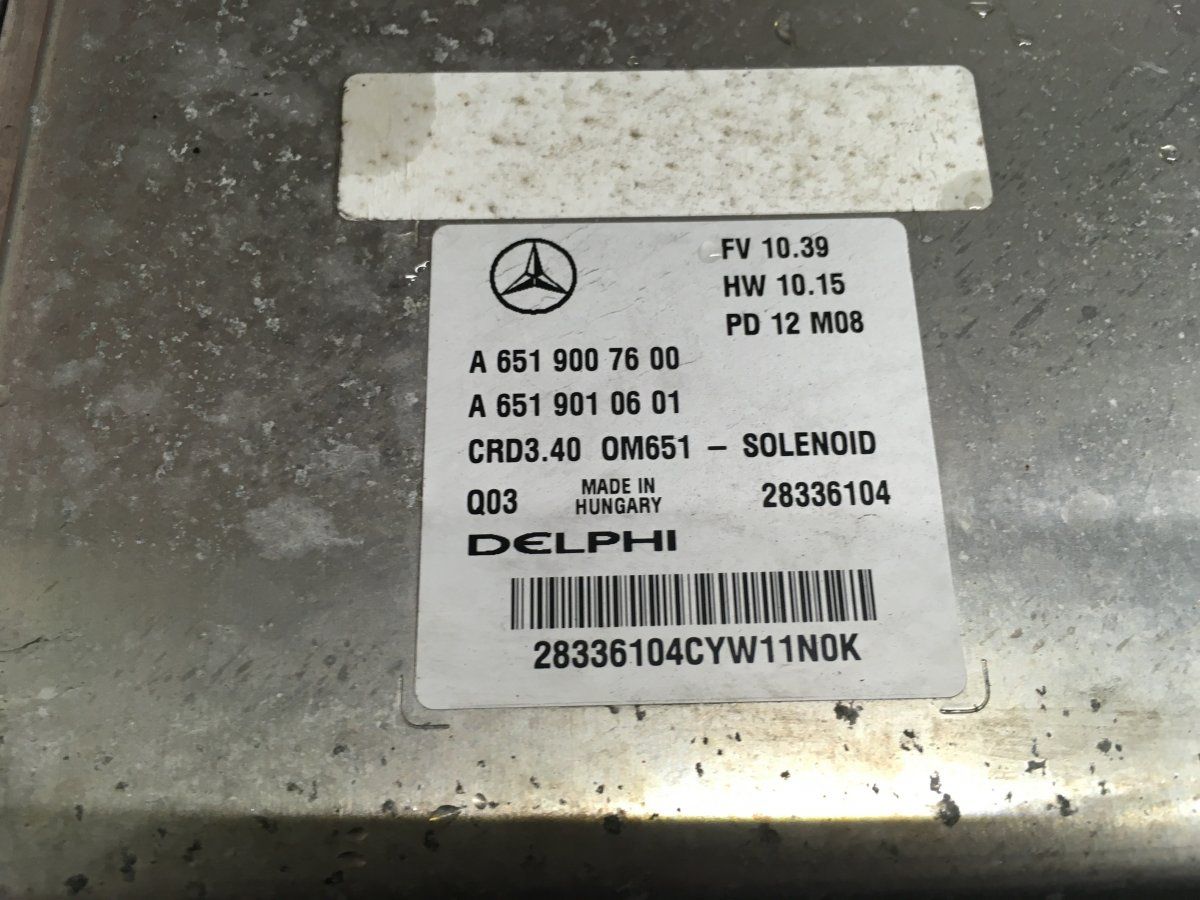 FV 10.39
HW 10.15
PD 12 M08
A 651 900 76 00
A 651 901 06 01
CRD3.40 OM651 – SOLENOID
Q03 MADE IN HUNGARY 28336104
DELPHI
28336104CYW11N0K